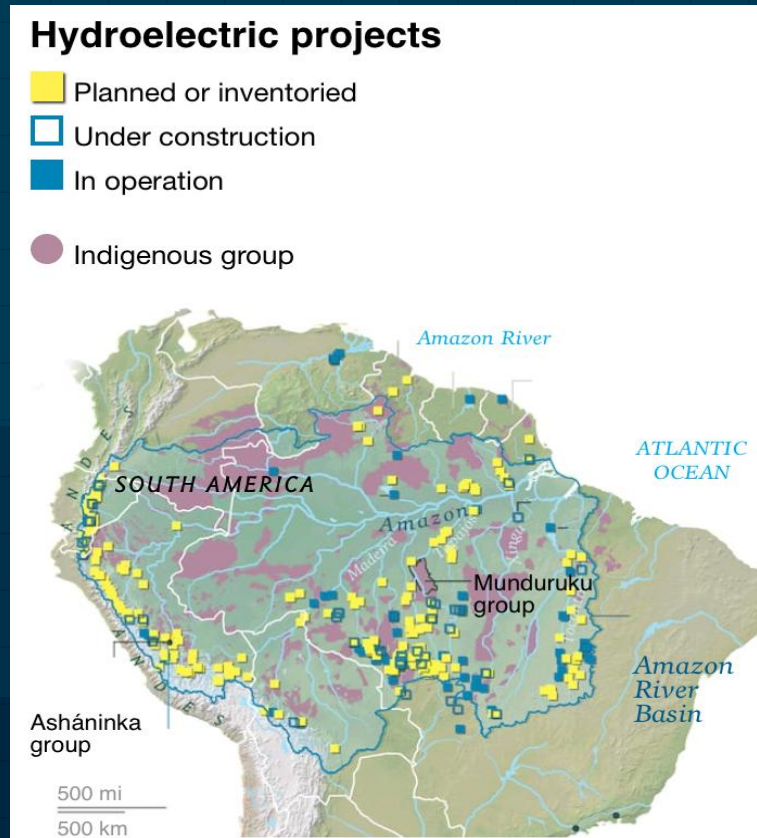 Hydroelectric projects
Planned or inventoried
Under construction
In operation
Indigenous group
Amazon River
ATLANTIC
OCEAN
ANDES
SOUTH AMERICA
Amazon
Madeira
Tapajós
Xingu
Munduruku
group
ANDES
Amazon
River
Basin
Asháninka
group
500 mi
500 km